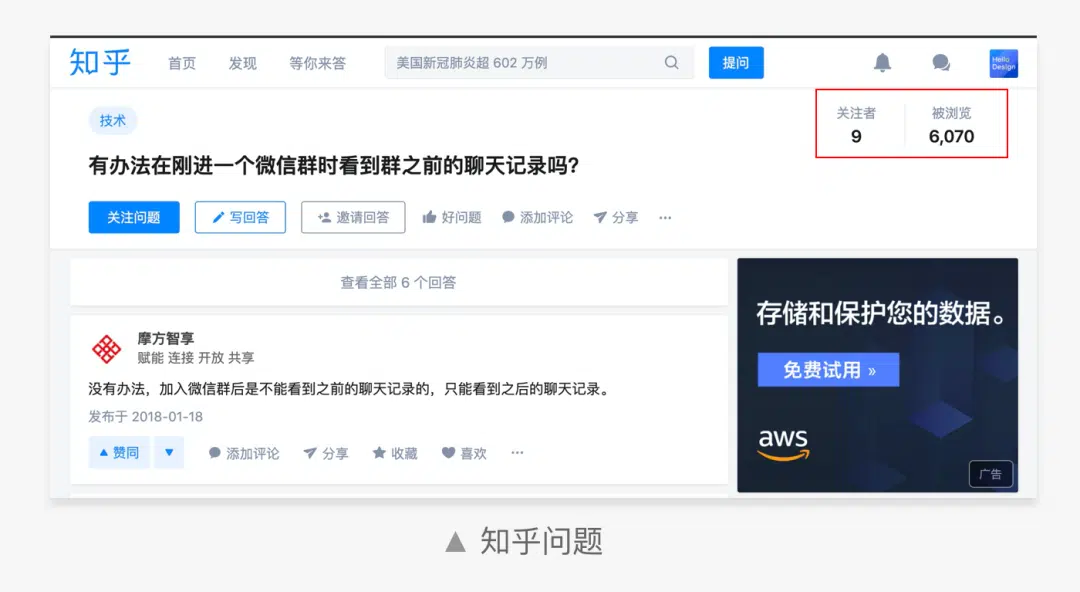 知乎 首页 发现 等你来答 美国新冠肺炎超 602 万例 提问 Hello Design
技术
关注者 被浏览
9 6,070
有办法在刚进一个微信群时看到群之前的聊天记录吗?
关注问题 写回答 邀请回答 好问题 添加评论 分享 ...
查看全部 6 个回答
摩方智享
赋能 连接 开放 共享
没有办法，加入微信群后是不能看到之前的聊天记录的，只能看到之后的聊天记录。
发布于 2018-01-18
▲ 赞同 ▼ 添加评论 分享 收藏 喜欢 ...
存储和保护您的数据。
免费试用 »
aws
广告
▲ 知乎问题